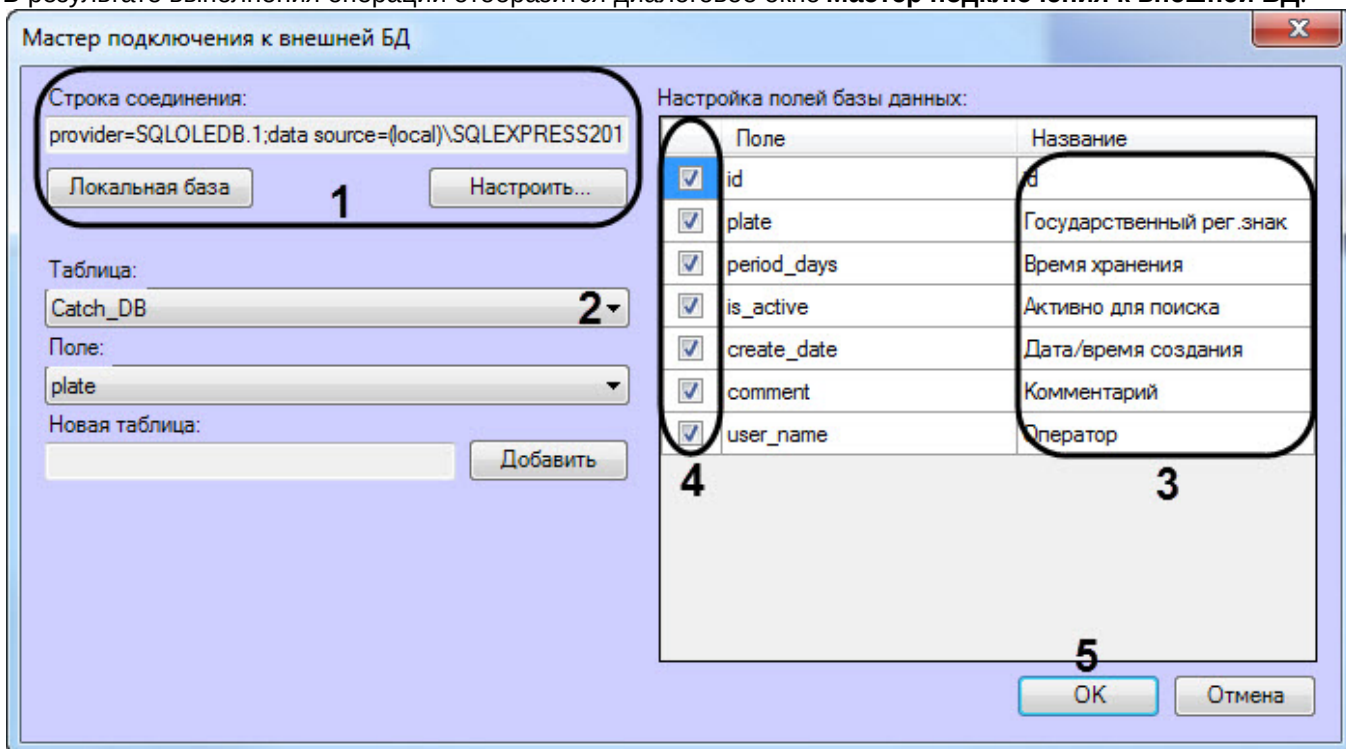 В результате выполнения операции отобразится диалоговое окно Мастер подключения к внешней БД.
Мастер подключения к внешней БД
Строка соединения:
provider=SQLOLEDB.1;data source=(local)\SQLEXPRESS201
Локальная база
1
Настроить...
Таблица:
Catch_DB
2
Поле:
plate
Новая таблица:
Добавить
Настройка полей базы данных:
Поле Название
id id
plate Государственный рег.знак
period_days Время хранения
is_active Активно для поиска
create_date Дата/время создания
comment Комментарий
user_name Оператор
4 3
5
OK Отмена